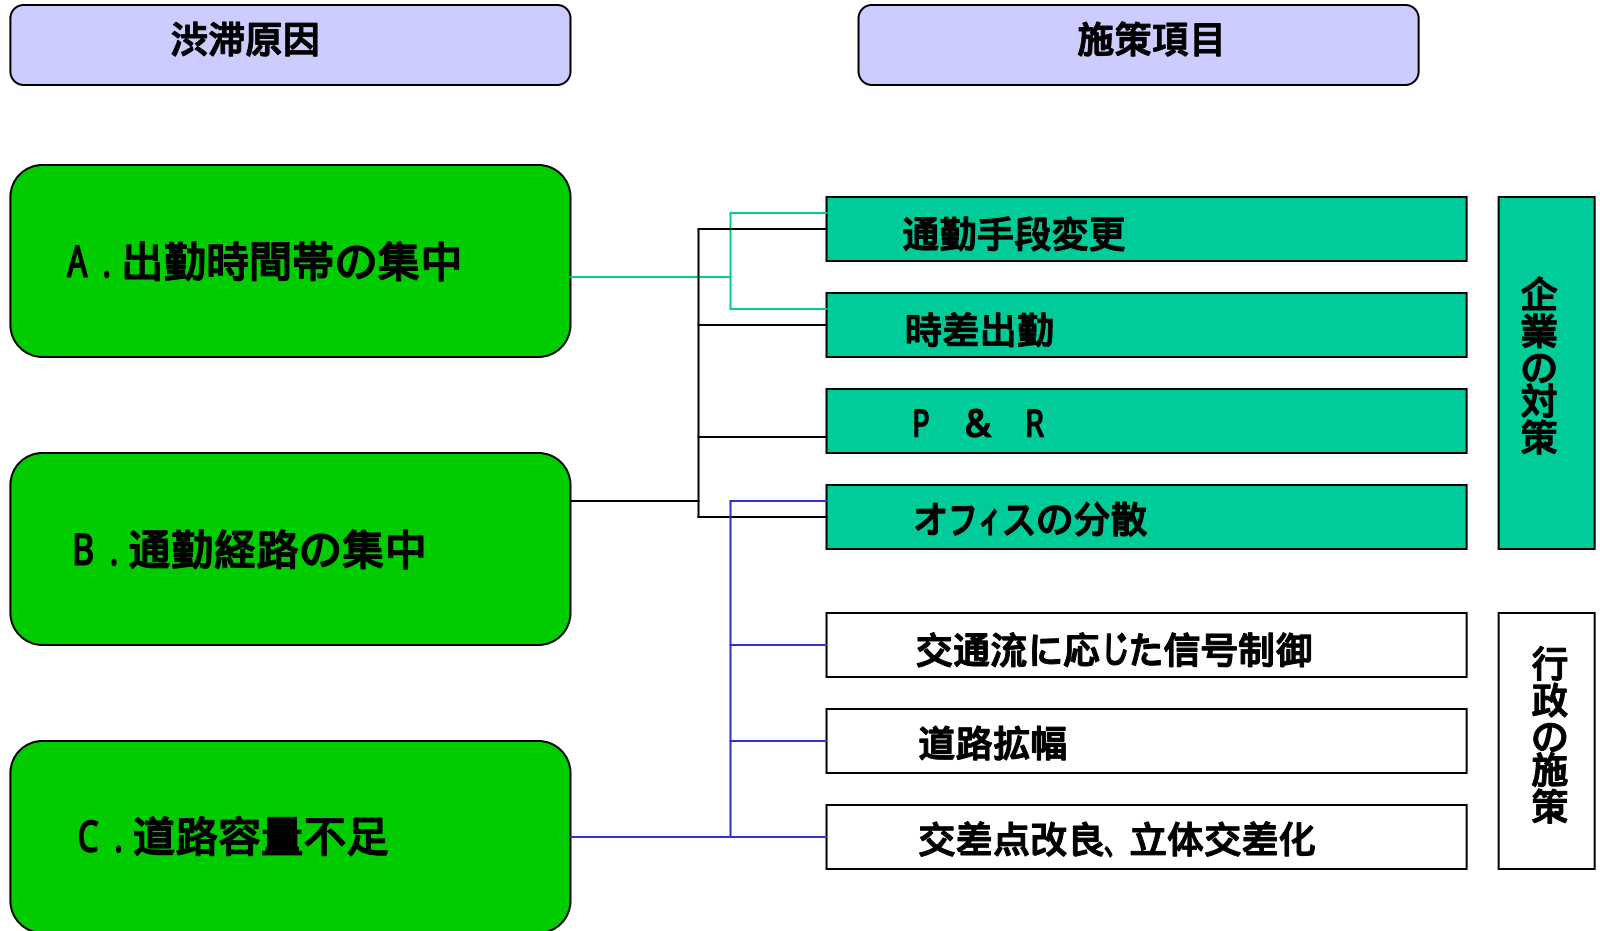 渋滞原因
施策項目
A．出勤時間帯の集中
B．通勤経路の集中
C．道路容量不足
通勤手段変更
時差出勤
P　&　R
オフィスの分散
交通流に応じた信号制御
道路拡幅
交差点改良、立体交差化
企業の対策
行政の施策